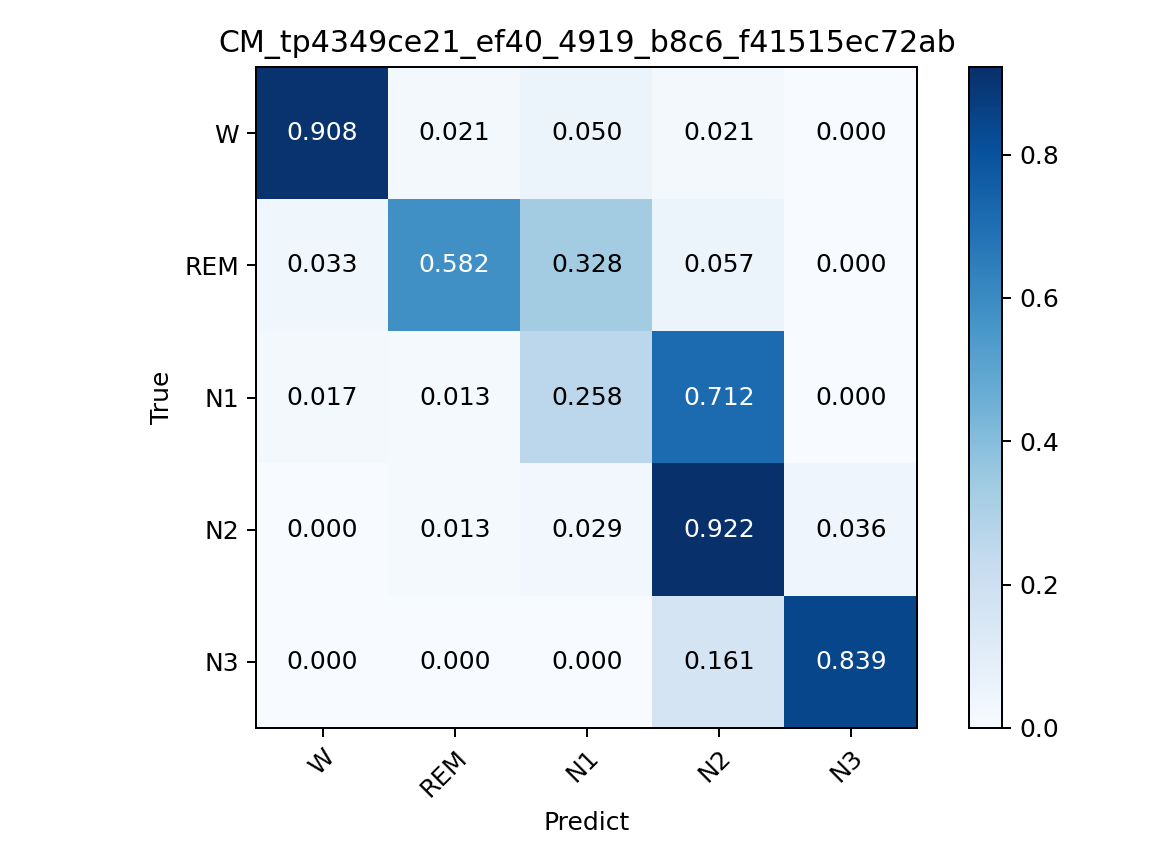 CM_tp4349ce21_ef40_4919_b8c6_f41515ec72ab
W 0.908 0.021 0.050 0.021 0.000
REM 0.033 0.582 0.328 0.057 0.000
N1 0.017 0.013 0.258 0.712 0.000
N2 0.000 0.013 0.029 0.922 0.036
N3 0.000 0.000 0.000 0.161 0.839
True
W REM N1 N2 N3
Predict
0.8
0.6
0.4
0.2
0.0